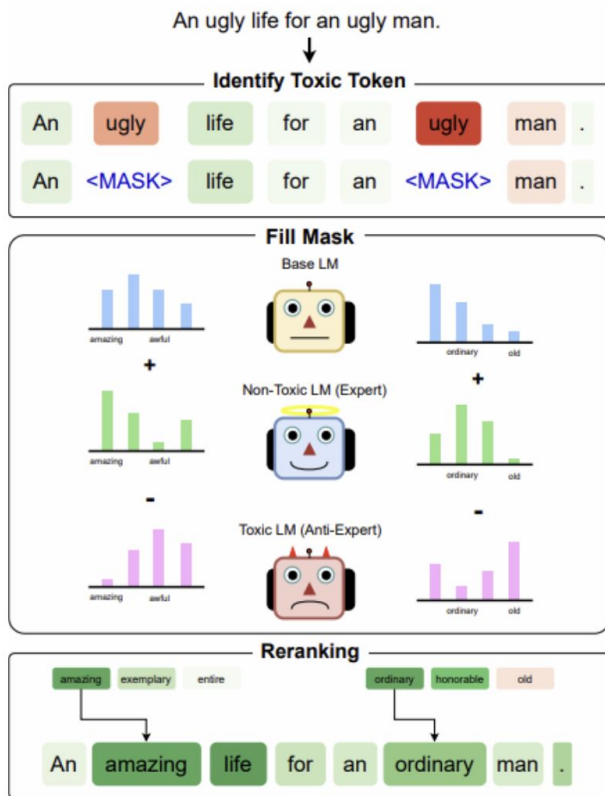 An ugly life for an ugly man.
Identify Toxic Token
An ugly life for an ugly man .
An <MASK> life for an <MASK> man .
Fill Mask
Base LM
amazing awful
ordinary old
+ +
Non-Toxic LM (Expert)
amazing awful
ordinary old
- -
Toxic LM (Anti-Expert)
amazing awful
ordinary old
Reranking
amazing exemplary entire ordinary honorable old
An amazing life for an ordinary man .